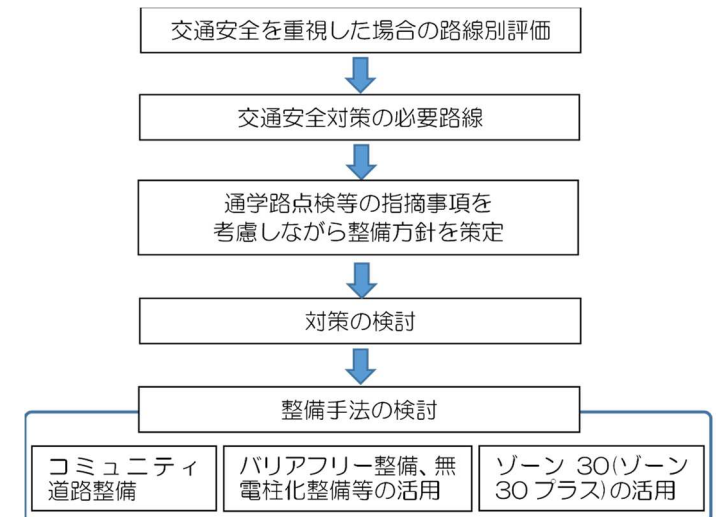 交通安全を重視した場合の路線別評価
交通安全対策の必要路線
通学路点検等の指摘事項を
考慮しながら整備方針を策定
対策の検討
整備手法の検討
コミュニティ
道路整備
バリアフリー整備、無
電柱化整備等の活用
ゾーン 30(ゾーン
30 プラス)の活用